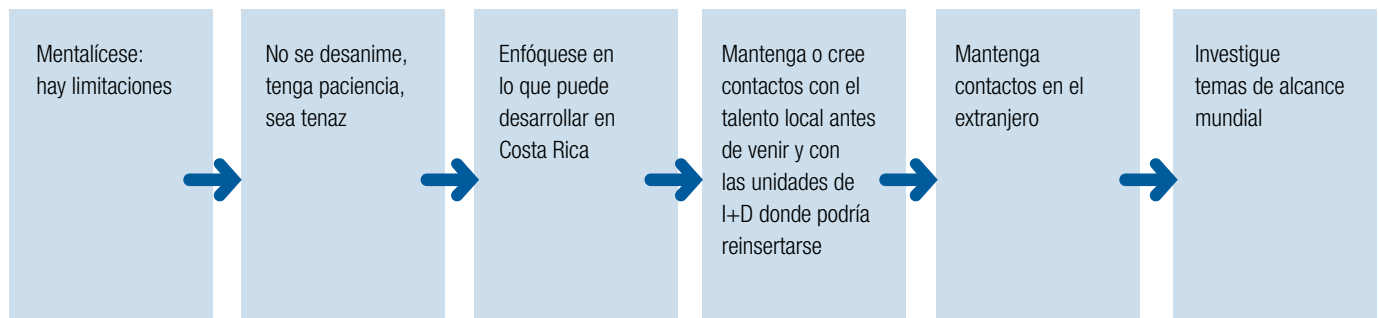 Mentalícese:
hay limitaciones
No se desanime,
tenga paciencia,
sea tenaz
Enfóquese en
lo que puede
desarrollar en
Costa Rica
Mantenga o cree
contactos con el
talento local antes
de venir y con
las unidades de
I+D donde podría
reinsertarse
Mantenga
contactos en el
extranjero
Investigue
temas de alcance
mundial